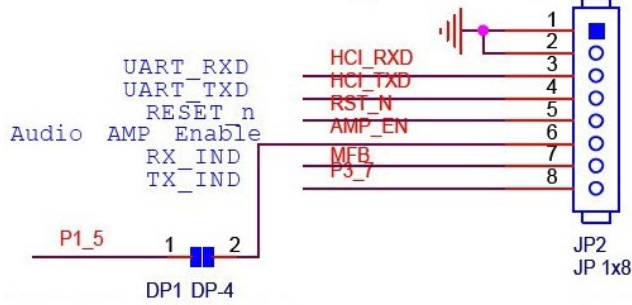 1
2
UART_RXD HCI_RXD 3
UART_TXD HCI_TXD 4
RESET_n RST_N 5
Audio AMP Enable AMP_EN 6
RX_IND MFB 7
TX_IND P3_7 8
P1_5 1 2
JP2
JP 1x8
DP1 DP-4